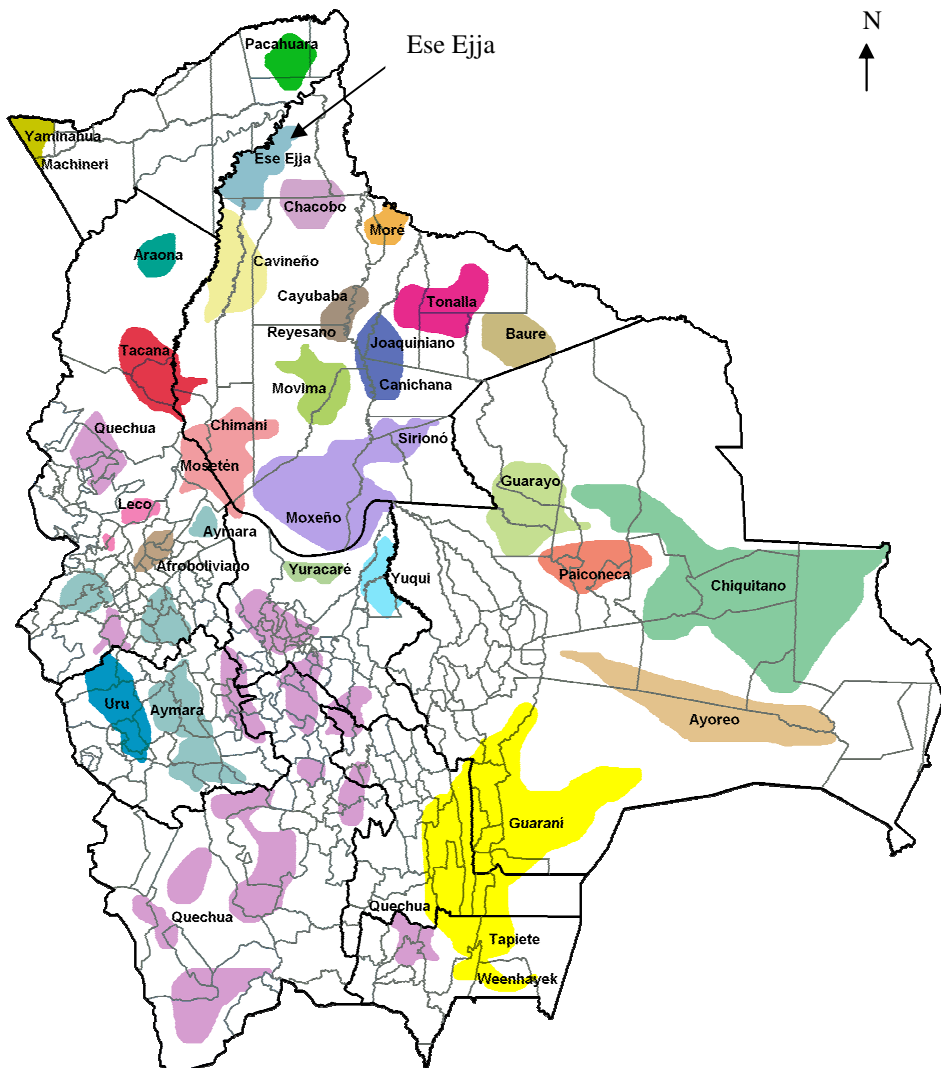 N
Pacahuara
Ese Ejja
Yaminahua
Machineri
Ese Ejja
Chacobo
Moré
Araona
Cavineño
Cayubaba
Tonalla
Reyesano
Joaquiniano
Baure
Tacana
Movima
Canichana
Quechua
Chimani
Sirionó
Mosetén
Guarayo
Leco
Moxeño
Aymara
Afroboliviano
Yuracaré
Yuqui
Paiconeca
Chiquitano
Uru
Aymara
Ayoreo
Guaraní
Quechua
Quechua
Tapiete
Weenhayek